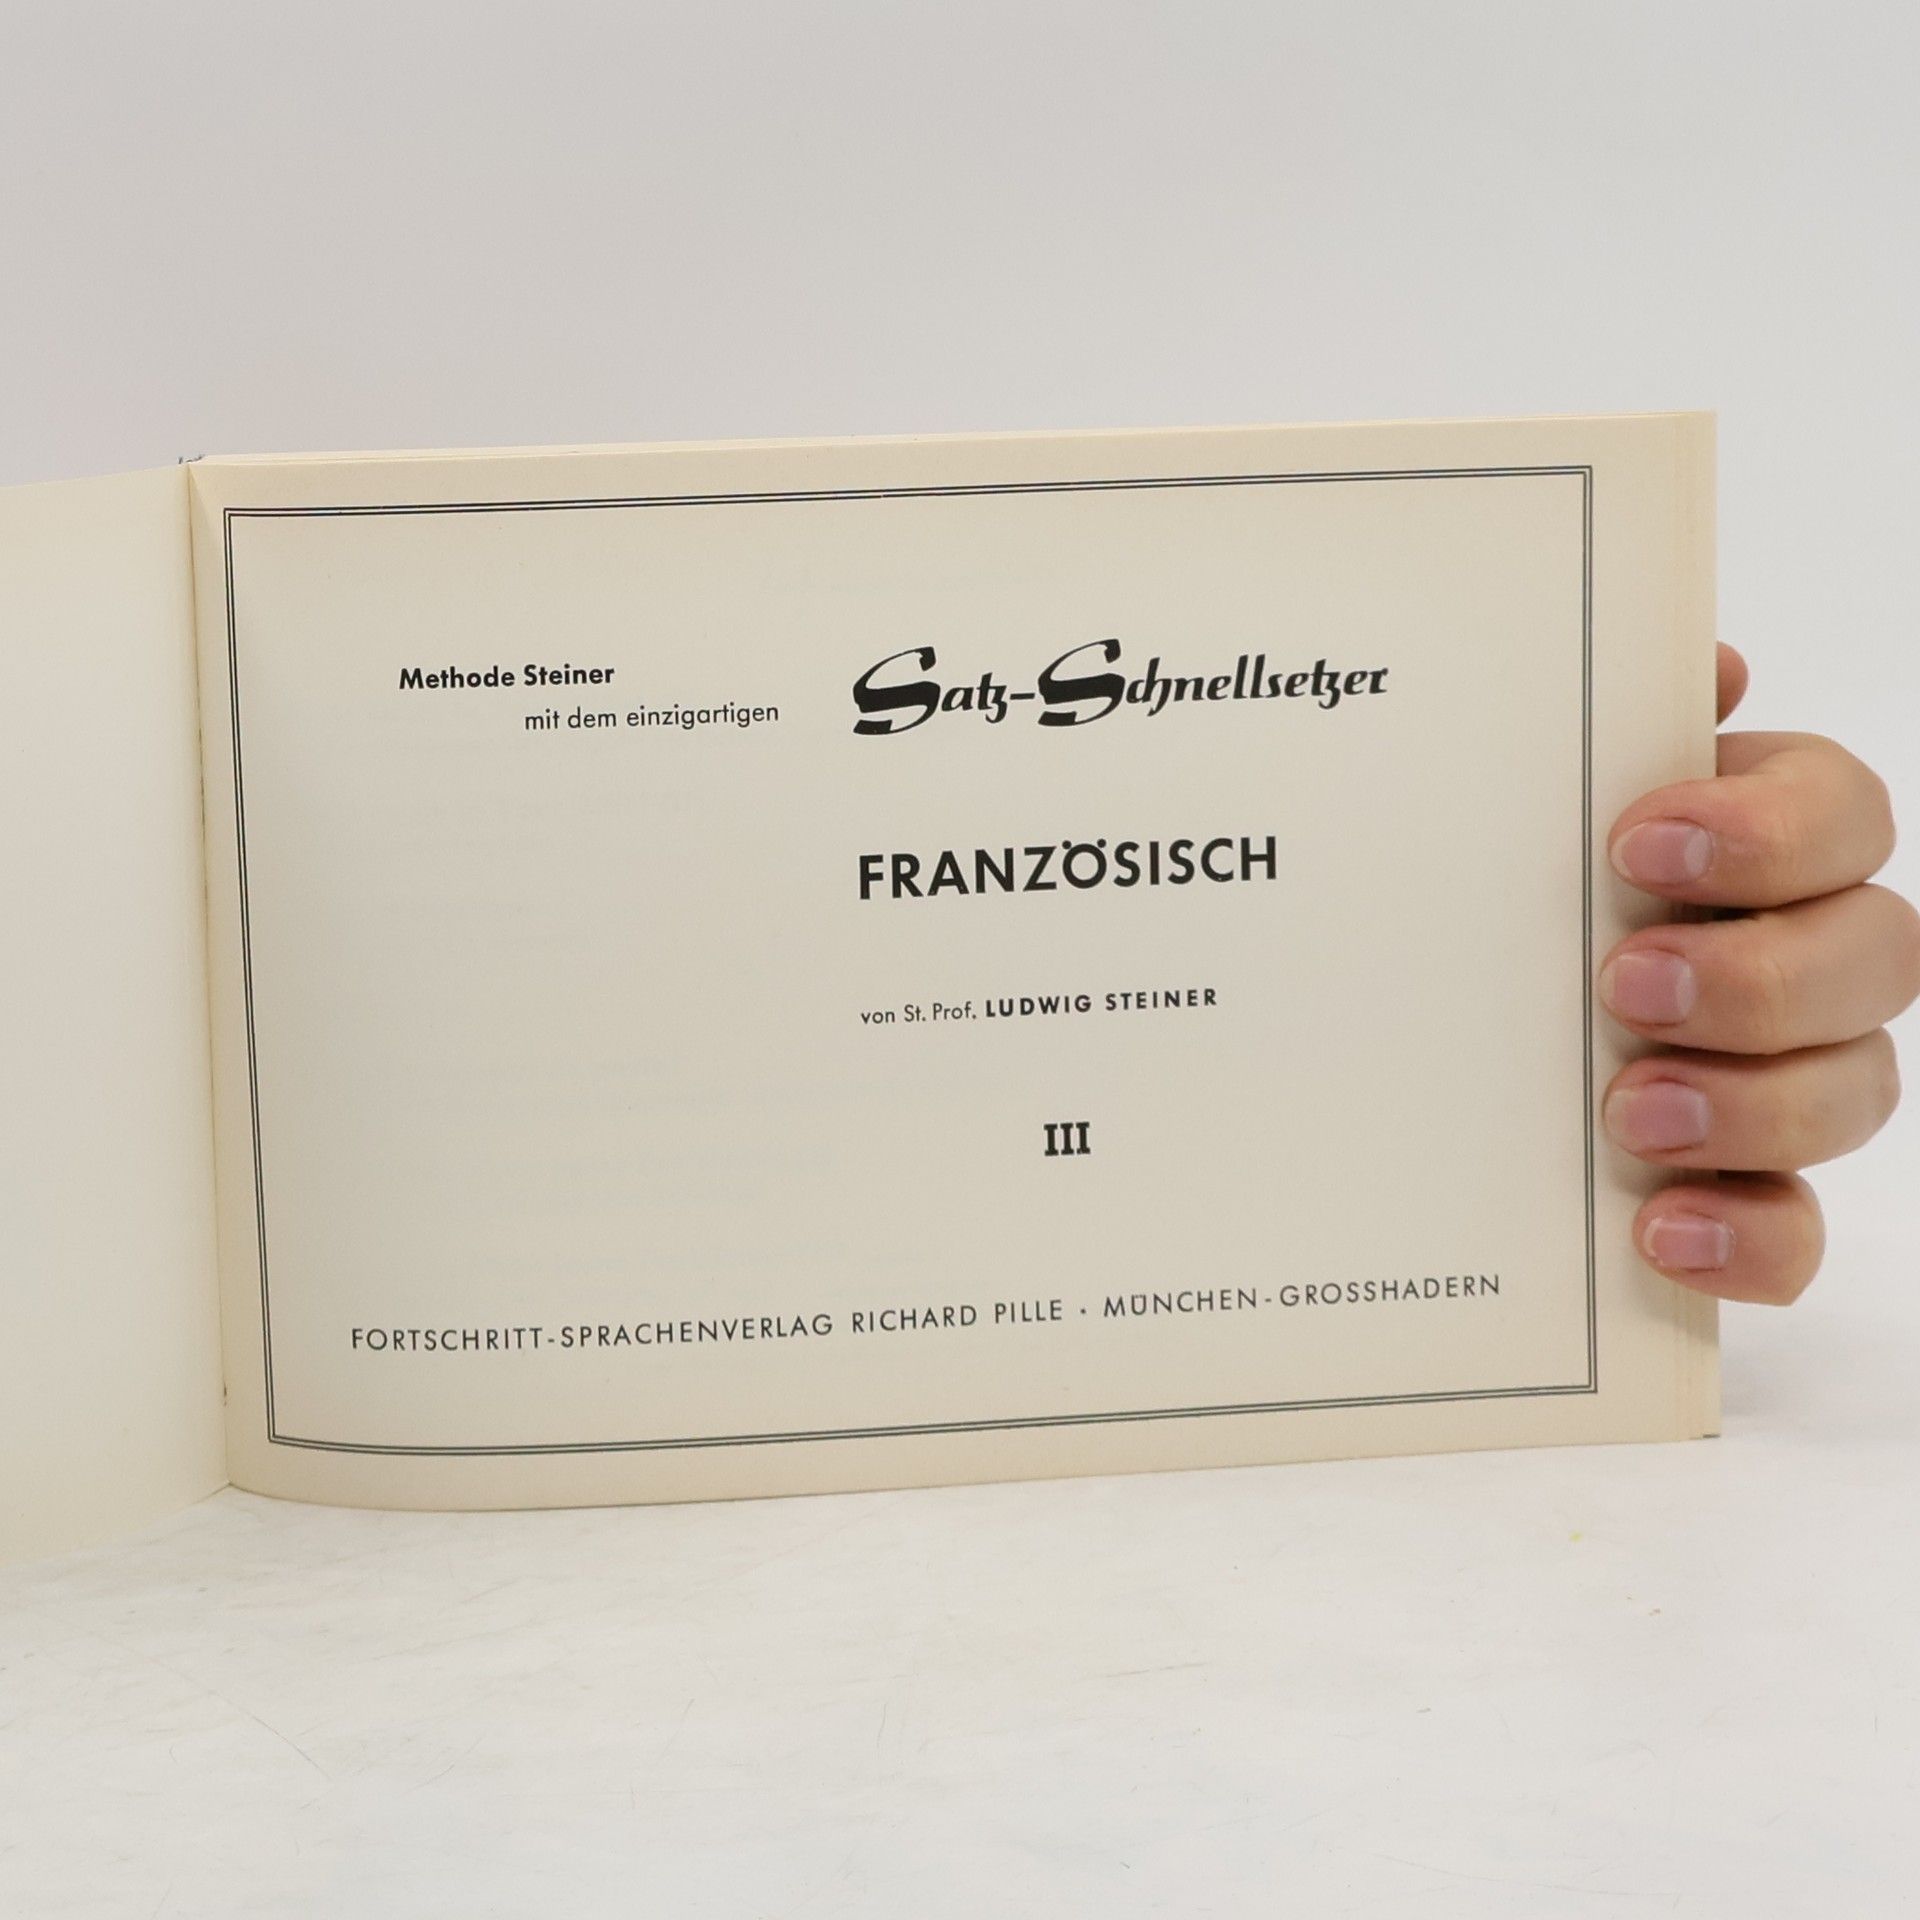 Methode Steiner
mit dem einzigartigen
Satz-Schnellsetzer
FRANZÖSISCH
von St. Prof. LUDWIG STEINER
III
FORTSCHRITT-SPRACHENVERLAG RICHARD PILLE · MÜNCHEN-GROSSHADERN